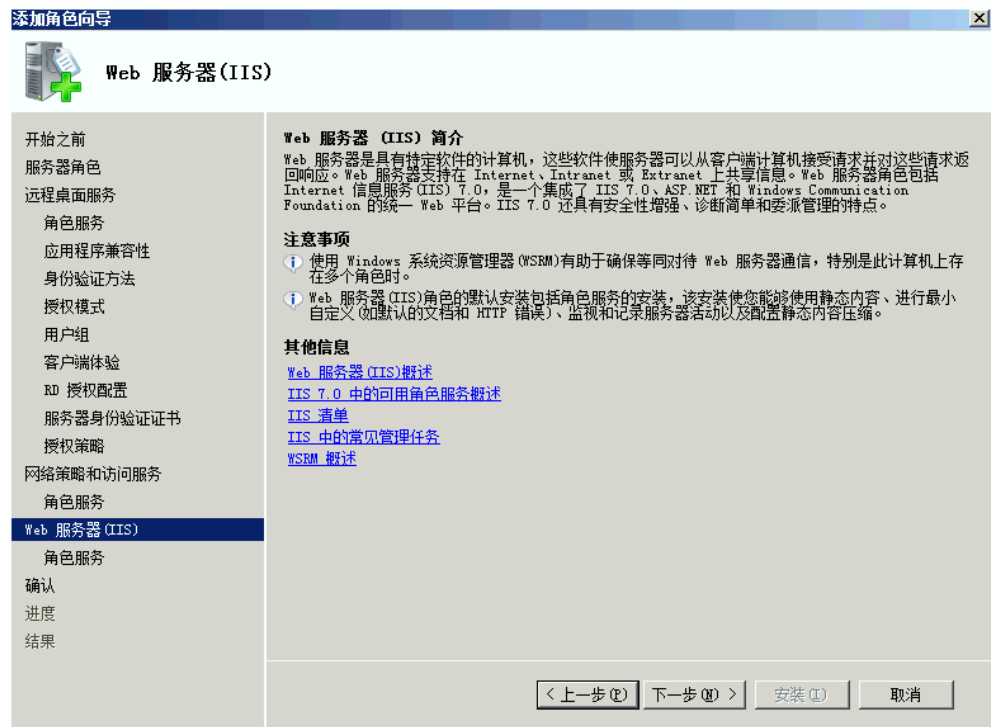 添加角色向导
Web 服务器(IIS)
开始之前
服务器角色
远程桌面服务
角色服务
应用程序兼容性
身份验证方法
授权模式
用户组
客户端体验
RD 授权配置
服务器身份验证证书
授权策略
网络策略和访问服务
角色服务
Web 服务器(IIS)
角色服务
确认
进度
结果
Web 服务器 (IIS) 简介
Web 服务器是具有特定软件的计算机，这些软件使服务器可以从客户端计算机接受请求并对这些请求返
回响应。Web 服务器支持在 Internet、Intranet 或 Extranet 上共享信息。Web 服务器角色包括
Internet 信息服务(IIS) 7.0，是一个集成了 IIS 7.0、ASP.NET 和 Windows Communication
Foundation 的统一 Web 平台。IIS 7.0 还具有安全性增强、诊断简单和委派管理的特点。
注意事项
使用 Windows 系统资源管理器(WSRM)有助于确保等同对待 Web 服务器通信，特别是此计算机上存
在多个角色时。
Web 服务器(IIS)角色的默认安装包括角色服务的安装，该安装使您能够使用静态内容、进行最小
自定义(如默认的文档和 HTTP 错误)、监视和记录服务器活动以及配置静态内容压缩。
其他信息
Web 服务器(IIS)概述
IIS 7.0 中的可用角色服务概述
IIS 清单
IIS 中的常见管理任务
WSRM 概述
< 上一步(P)
下一步(N) >
安装(I)
取消